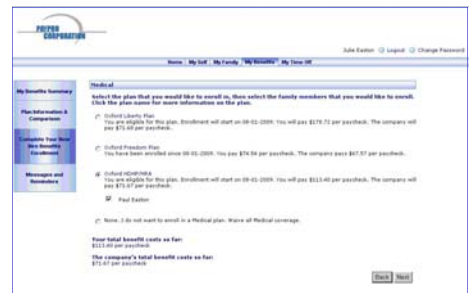 PAYPRO
CORPORATION
Julie Easton Logout Change Password
Home My Self My Family My Benefits My Time Off
My Benefits Summary
Plan Information & Comparison
Complete Your New Hire Benefits Enrollment
Messages and Reminders
Medical
Select the plan that you would like to enroll in, then select the family members that you would like to enroll.
Click the plan name for more information on the plan.
Oxford Liberty Plan
You are eligible for this plan. Enrollment will start on 09-01-2009. You will pay $178.72 per paycheck. The company will
pay $71.68 per paycheck.
Oxford Freedom Plan
You have been enrolled since 09-01-2009. You pay $74.54 per paycheck. The company pays $67.57 per paycheck.
Oxford HDHP/HRA
You are eligible for this plan. Enrollment will start on 09-01-2009. You will pay $113.40 per paycheck. The company will
pay $71.67 per paycheck.
Paul Easton
None. I do not want to enroll in a Medical plan. Waive all Medical coverage.
Your total benefit costs so far:
$113.40 per paycheck
The company's total benefit costs so far:
$71.67 per paycheck
Back Next